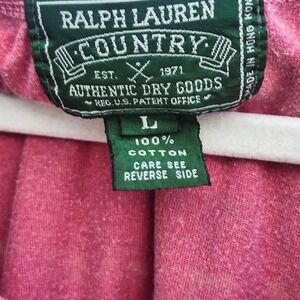 RALPH LAUREN
COUNTRY
EST. 1971
AUTHENTIC DRY GOODS
REG. U.S. PATENT OFFICE
MADE IN HONG KONG
L
100%
COTTON
CARE SEE
REVERSE SIDE